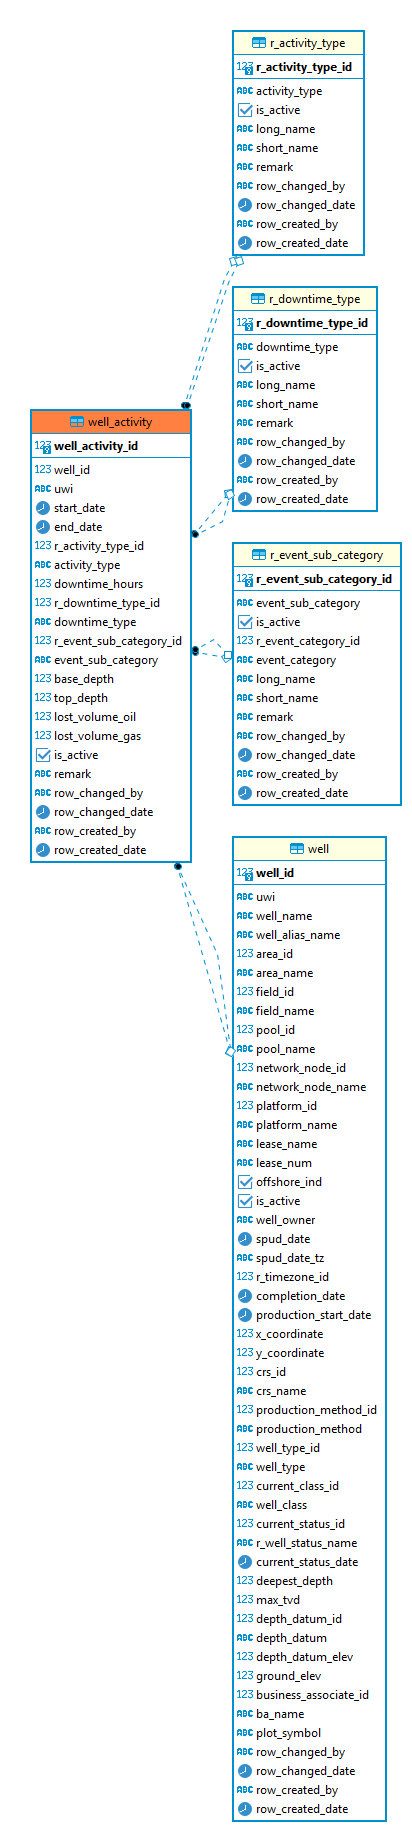 r_activity_type
123 r_activity_type_id
ABC activity_type
is_active
ABC long_name
ABC short_name
ABC remark
ABC row_changed_by
row_changed_date
ABC row_created_by
row_created_date
r_downtime_type
123 r_downtime_type_id
ABC downtime_type
is_active
ABC long_name
ABC short_name
ABC remark
ABC row_changed_by
row_changed_date
ABC row_created_by
row_created_date
well_activity
123 well_activity_id
123 well_id
ABC uwi
start_date
end_date
123 r_activity_type_id
ABC activity_type
123 downtime_hours
123 r_downtime_type_id
ABC downtime_type
123 r_event_sub_category_id
ABC event_sub_category
123 base_depth
123 top_depth
123 lost_volume_oil
123 lost_volume_gas
is_active
ABC remark
ABC row_changed_by
row_changed_date
ABC row_created_by
row_created_date
r_event_sub_category
123 r_event_sub_category_id
ABC event_sub_category
is_active
123 r_event_category_id
ABC event_category
ABC long_name
ABC short_name
ABC remark
ABC row_changed_by
row_changed_date
ABC row_created_by
row_created_date
well
123 well_id
ABC uwi
ABC well_name
ABC well_alias_name
123 area_id
ABC area_name
123 field_id
ABC field_name
123 pool_id
ABC pool_name
123 network_node_id
ABC network_node_name
123 platform_id
ABC platform_name
ABC lease_name
ABC lease_num
offshore_ind
is_active
ABC well_owner
spud_date
ABC spud_date_tz
123 r_timezone_id
completion_date
production_start_date
123 x_coordinate
123 y_coordinate
123 crs_id
ABC crs_name
123 production_method_id
ABC production_method
123 well_type_id
ABC well_type
123 current_class_id
ABC well_class
123 current_status_id
ABC r_well_status_name
current_status_date
123 deepest_depth
123 max_tvd
123 depth_datum_id
ABC depth_datum
123 depth_datum_elev
123 ground_elev
123 business_associate_id
ABC ba_name
ABC plot_symbol
ABC row_changed_by
row_changed_date
ABC row_created_by
row_created_date